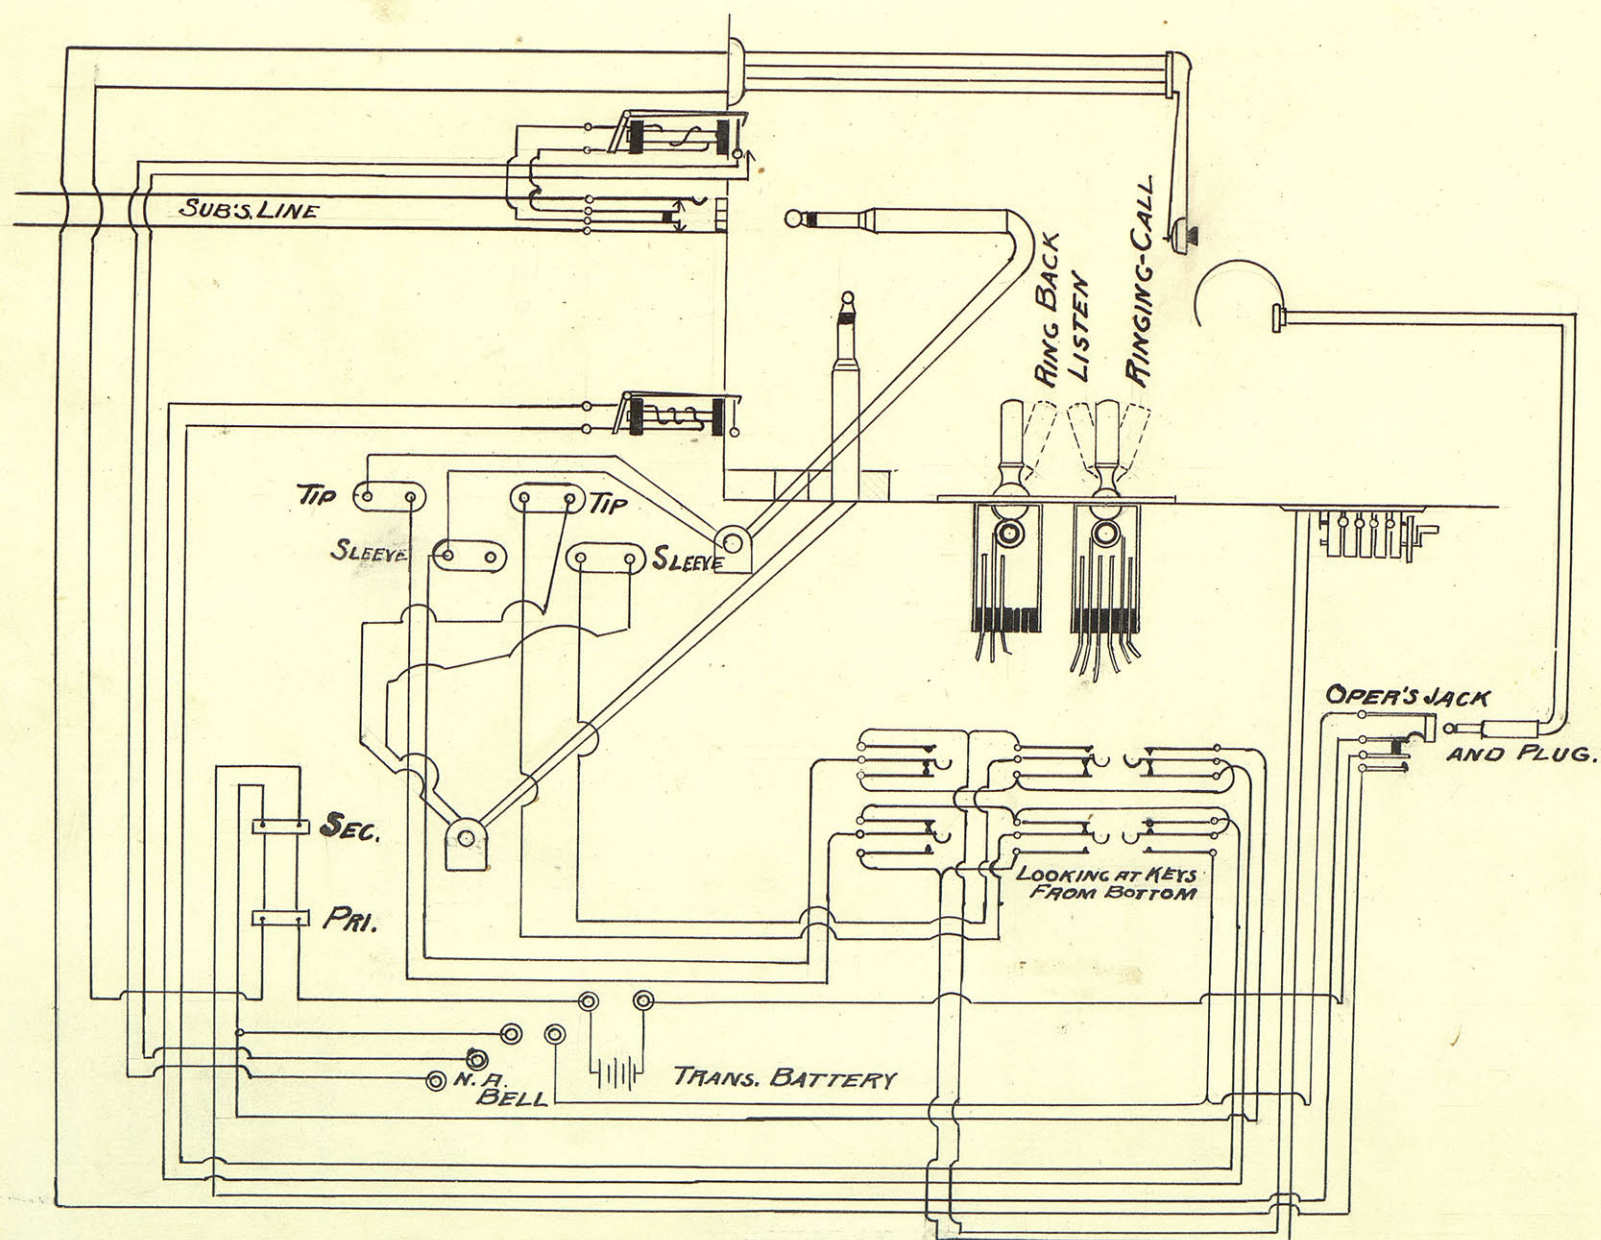 SUB'S. LINE
RING BACK
LISTEN
RINGING-CALL
TIP
TIP
SLEEVE
SLEEVE
OPER'S JACK
AND PLUG.
SEC.
LOOKING AT KEYS
FROM BOTTOM
PRI.
TRANS. BATTERY
N. A.
BELL